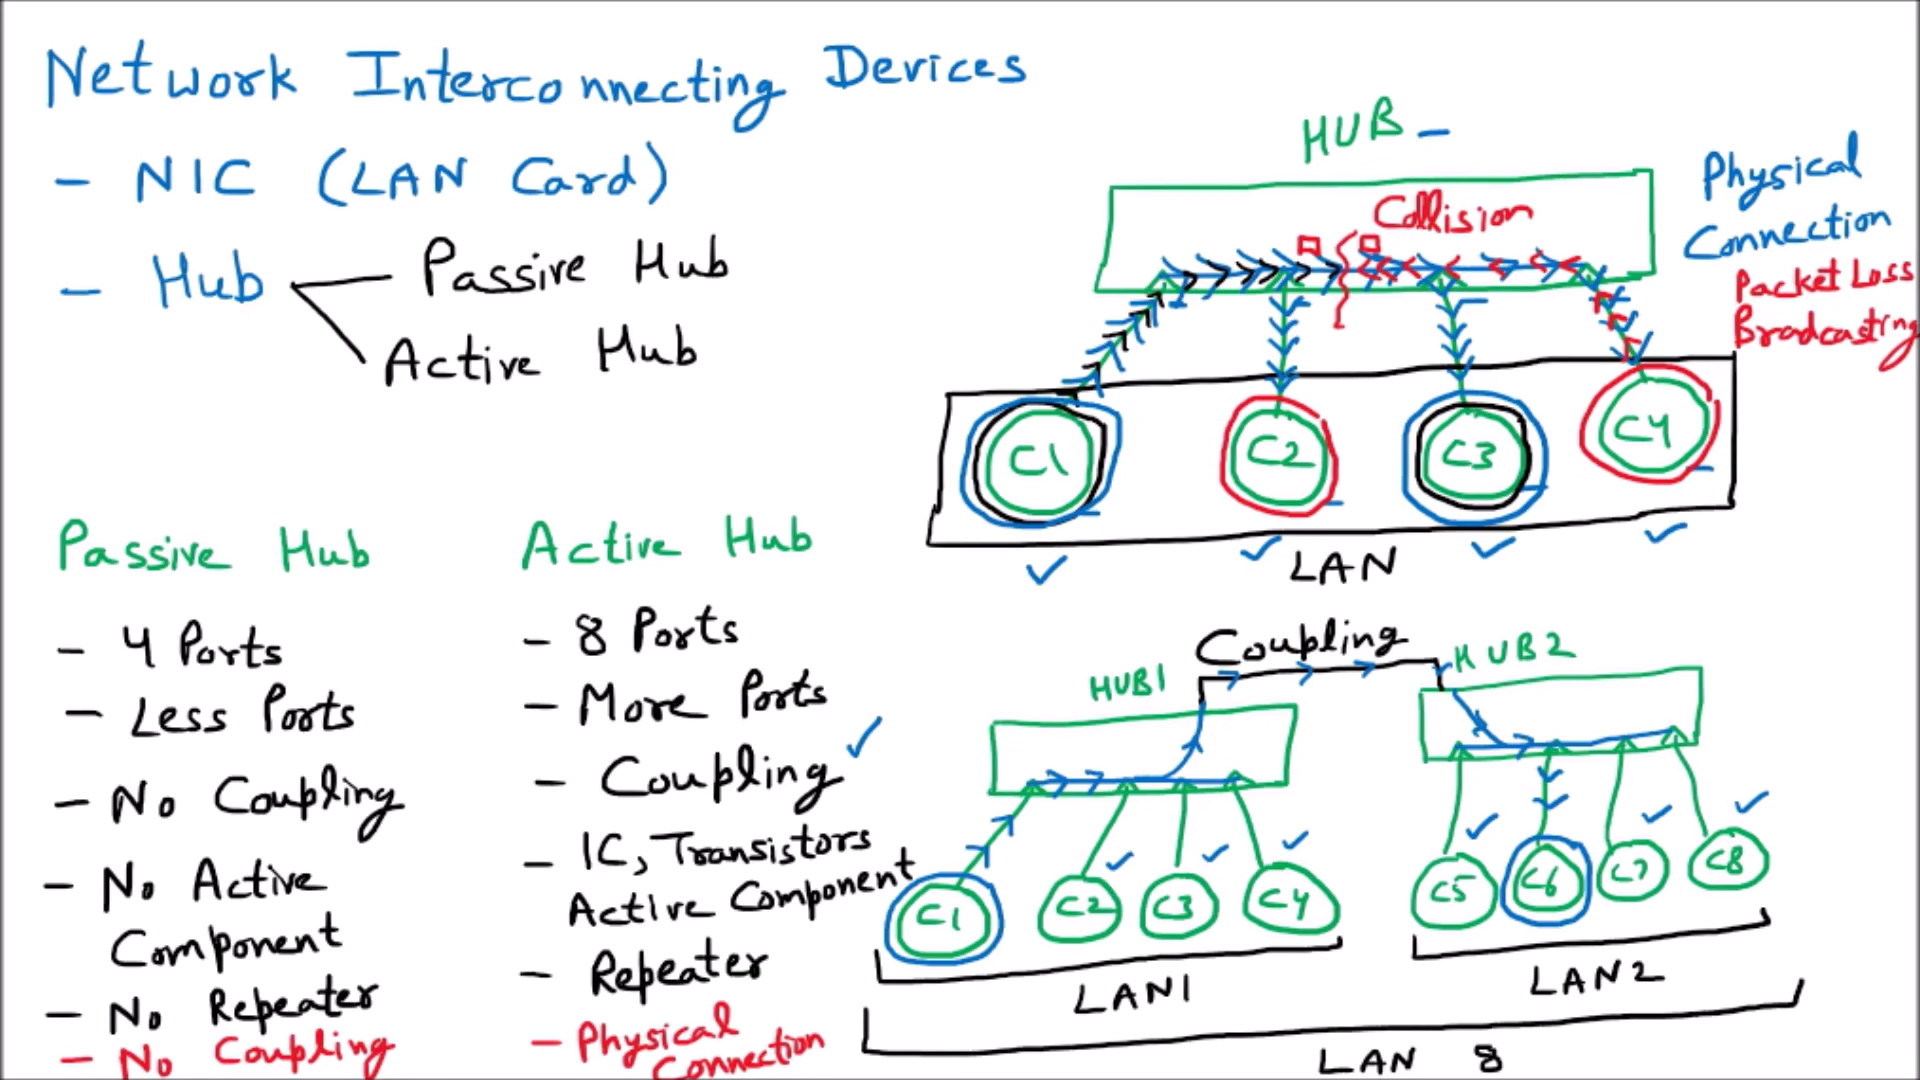 Network Interconnecting Devices
- NIC (LAN Card)
- Hub
Passive Hub
Active Hub
HUB -
Collision
Physical
Connection
Packet Loss
Bradcasting
C1
C2
C3
C4
LAN
Passive Hub
- 4 Ports
- Less Ports
- No Coupling
- No Active
Component
- No Repeater
- No Coupling
Active Hub
- 8 Ports
- More Ports
- Coupling
- IC, Transistors
Active Component
- Repeater
- Physical
Connection
Coupling
HUB1
HUB2
C1
C2
C3
C4
C5
C6
C7
C8
LAN1
LAN2
LAN 8